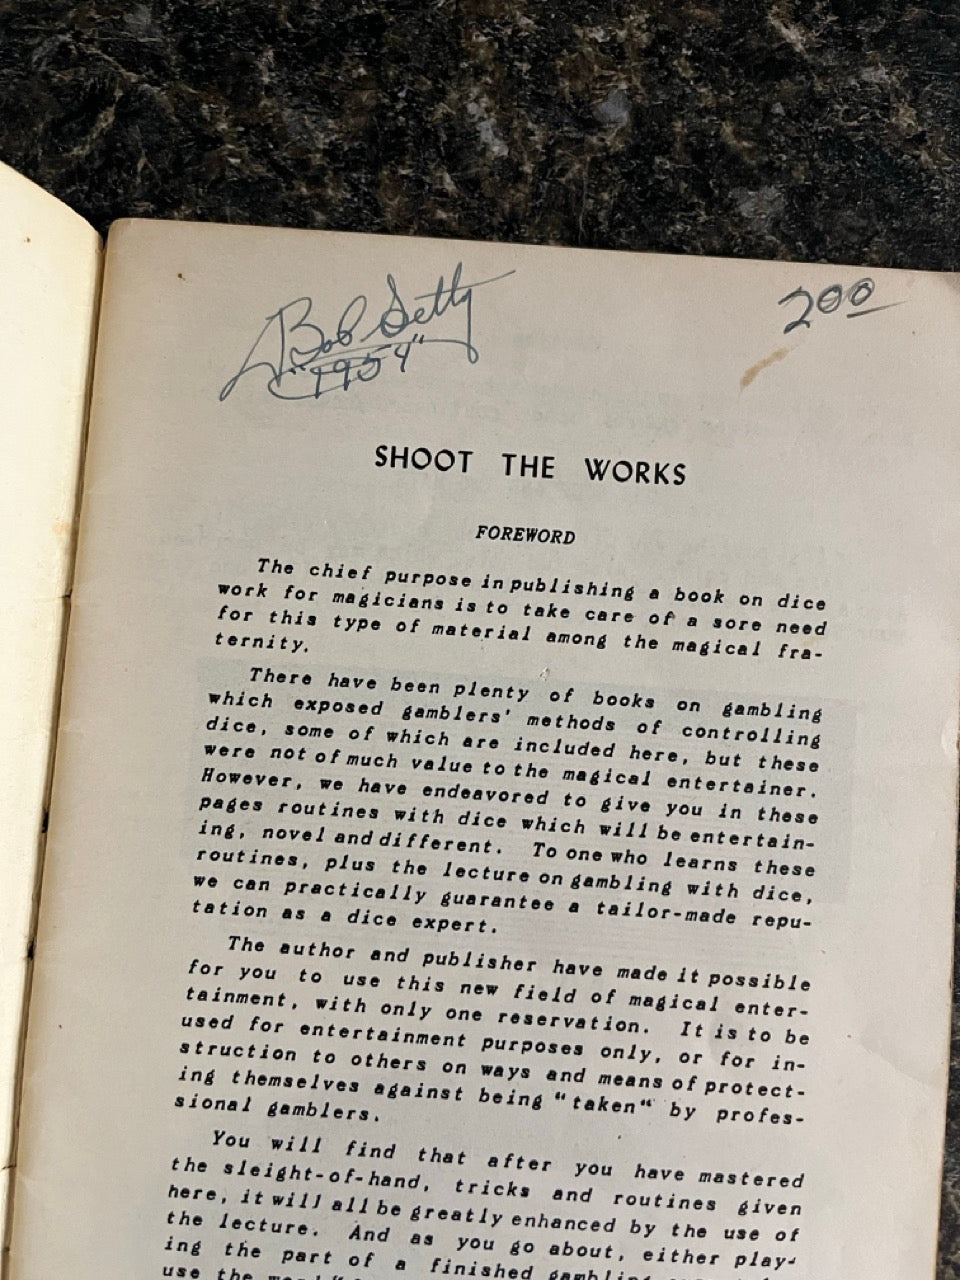 Bob Setty
"1954"
200
SHOOT THE WORKS
FOREWORD
The chief purpose in publishing a book on dice
work for magicians is to take care of a sore need
for this type of material among the magical fra-
ternity.
There have been plenty of books on gambling
which exposed gamblers' methods of controlling
dice, some of which are included here, but these
were not of much value to the magical entertainer.
However, we have endeavored to give you in these
pages routines with dice which will be entertain-
ing, novel and different. To one who learns these
routines, plus the lecture on gambling with dice,
we can practically guarantee a tailor-made repu-
tation as a dice expert.
The author and publisher have made it possible
for you to use this new field of magical enter-
tainment, with only one reservation. It is to be
used for entertainment purposes only, or for in-
struction to others on ways and means of protect-
ing themselves against being "taken" by profes-
sional gamblers.
You will find that after you have mastered
the sleight-of-hand, tricks and routines given
here, it will all be greatly enhanced by the use of
the lecture. And as you go about, either play-
ing the part of a finished
use the